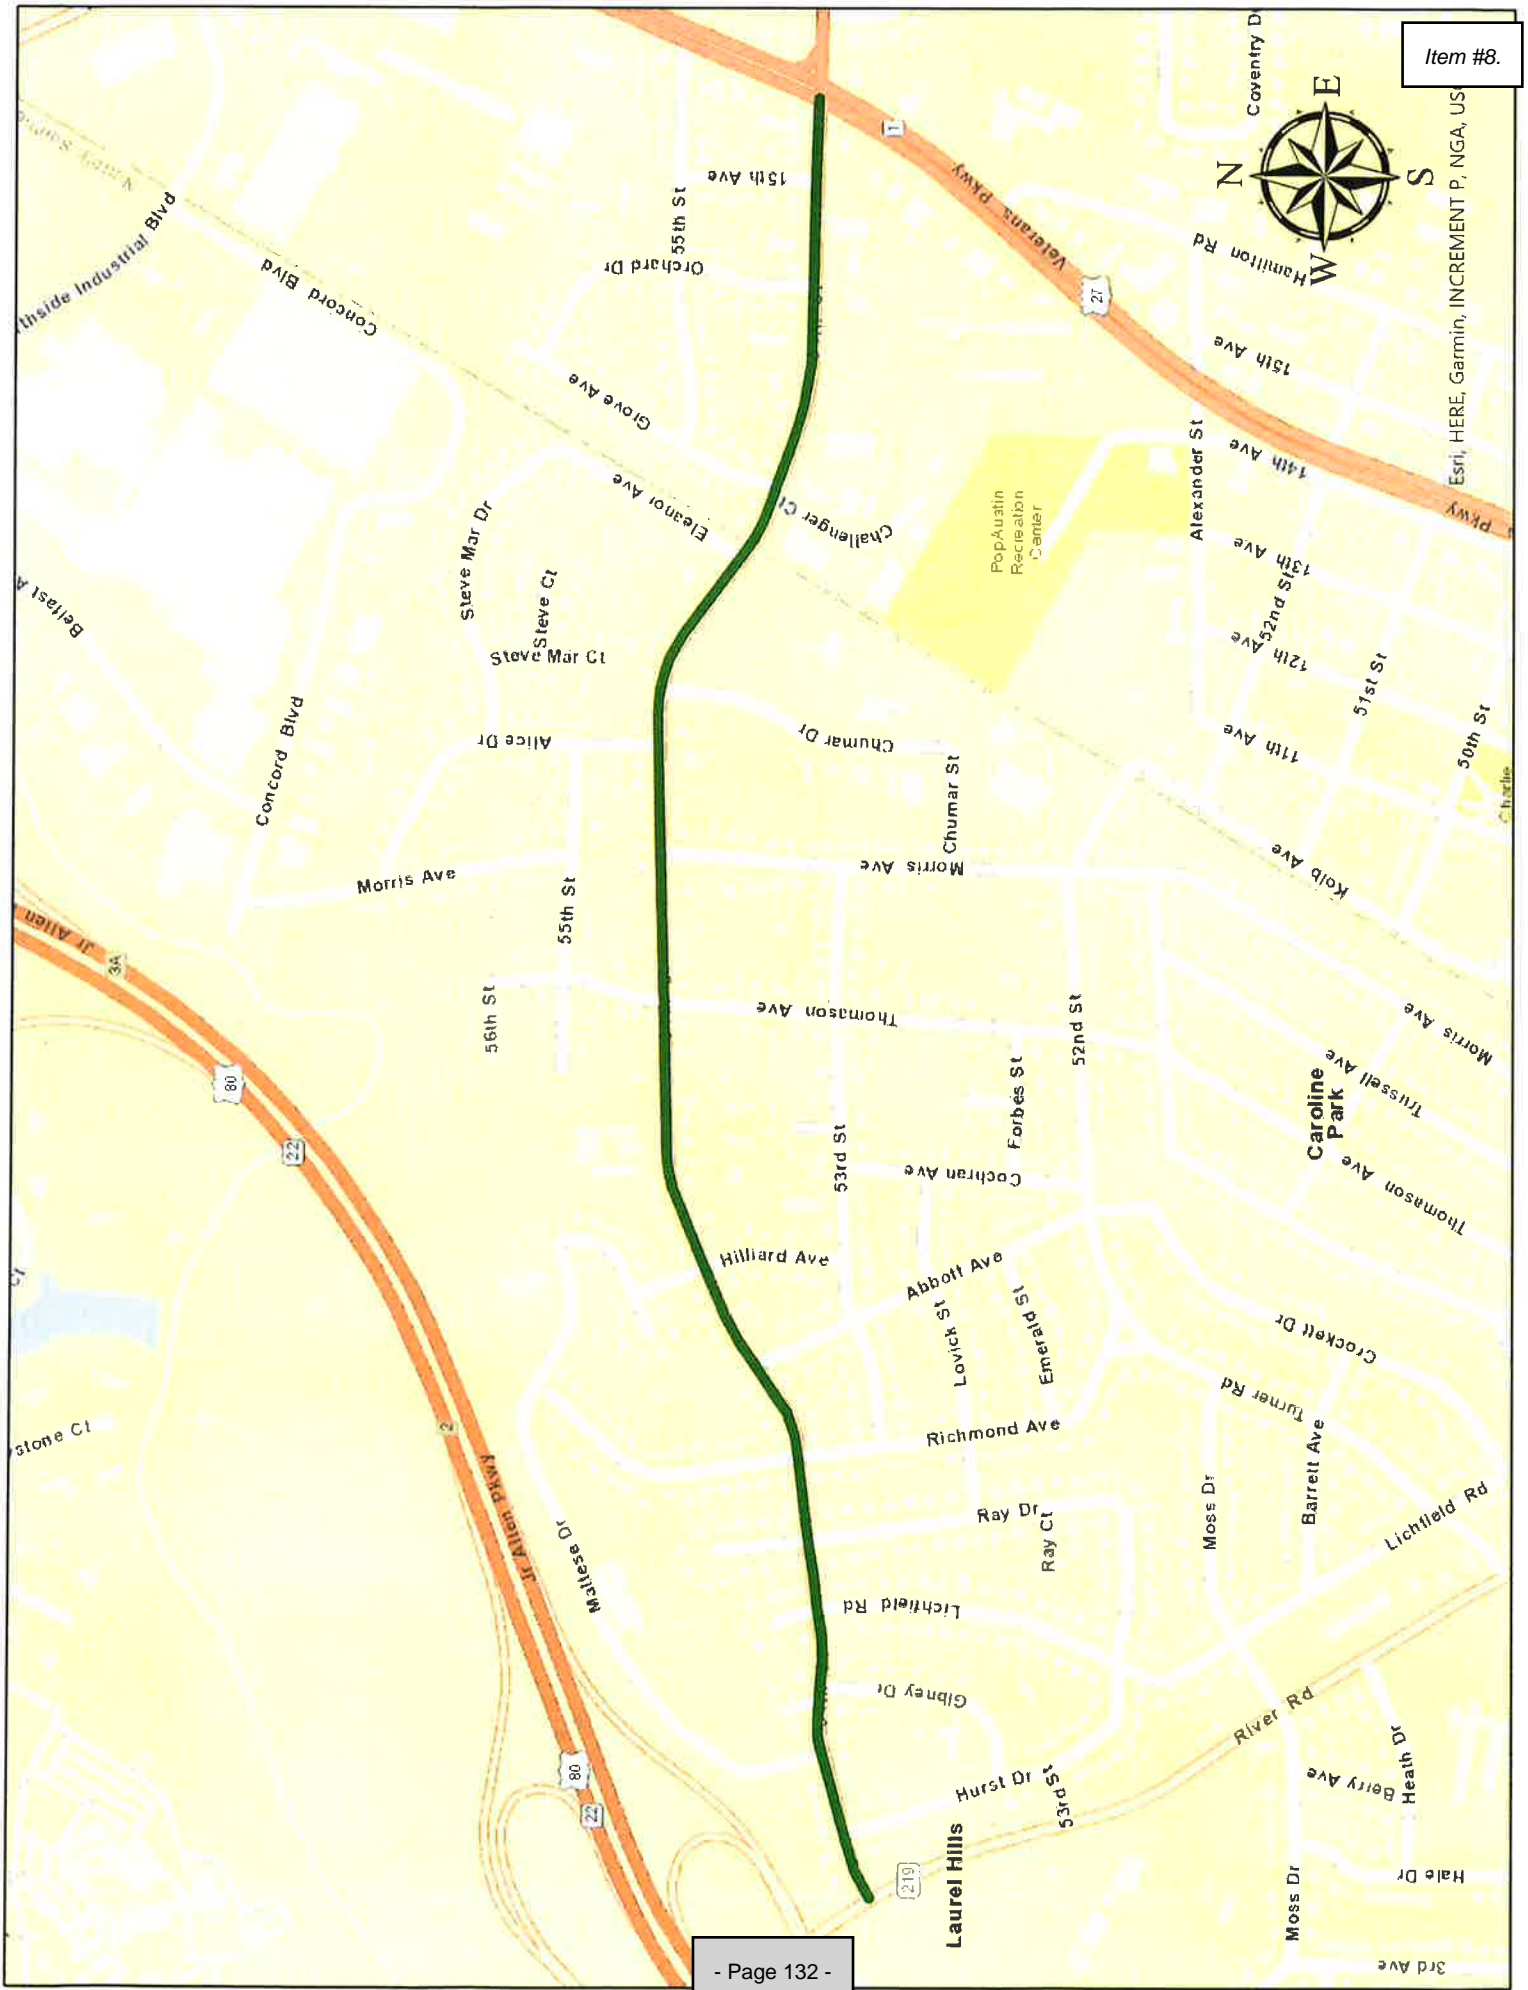 Item #8.
Coventry D
N
E
S
W
Esri, HERE, Garmin, INCREMENT P, NGA, US
1
Veterans Pkwy
27
Hamilton Rd
15th Ave
55th St
Orchard Dr
thside Industrial Blvd
Concord Blvd
Grove Ave
Eleanor Ave
Challenger Ct
15th Ave
Alexander St
14th Ave
Pkwy
13th Ave
52nd St
12th Ave
51st St
11th Ave
50th St
Charlie
Pop Austin
Recreation
Center
Steve Mar Dr
Steve Ct
Steve Mar Ct
Belfast A
Alice Dr
Chumar Dr
Chumar St
Concord Blvd
Morris Ave
55th St
Morris Ave
Kolb Ave
Jr Allen
3A
56th St
Thomason Ave
52nd St
Morris Ave
Trussell Ave
Caroline
Park
Thomason Ave
80
22
53rd St
Forbes St
Cochran Ave
Hilliard Ave
Abbott Ave
Lovick St
Emerald St
Crockett Dr
Ct
stone Ct
2
Jr Allen Pkwy
Richmond Ave
Turner Rd
Barrett Ave
Ray Dr
Ray Ct
Moss Dr
Lichfield Rd
Maltese Dr
Lichfield Rd
Gibney Dr
River Rd
80
22
Hurst Dr
53rd St
Berry Ave
Heath Dr
219
Laurel Hills
Moss Dr
Hale Dr
3rd Ave
- Page 132 -